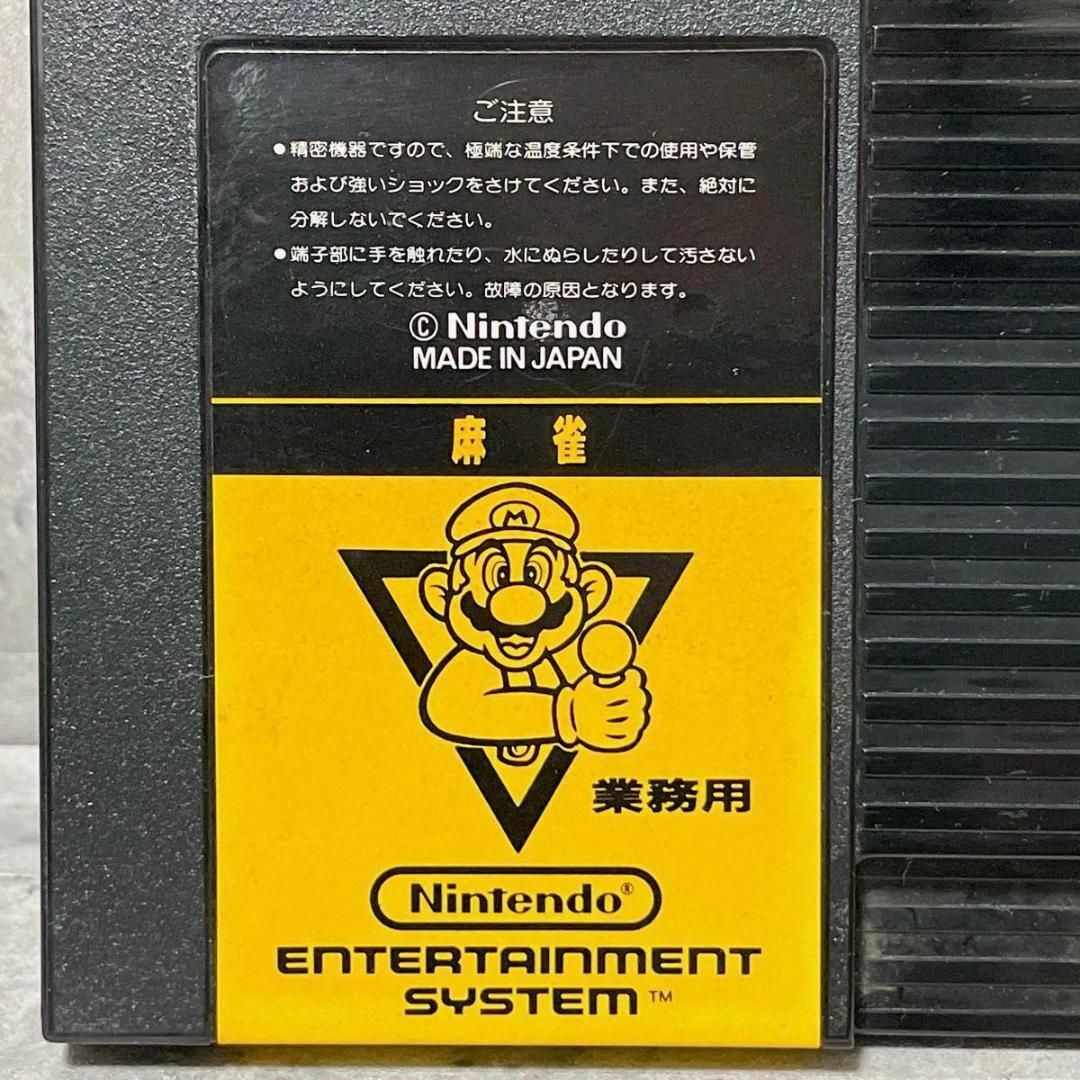 ご注意
●精密機器ですので、極端な温度条件下での使用や保管
および強いショックをさけてください。また、絶対に
分解しないでください。
●端子部に手を触れたり、水にぬらしたりして汚さない
ようにしてください。故障の原因となります。
© Nintendo
MADE IN JAPAN
麻雀
M
業務用
Nintendo®
ENTERTAINMENT
SYSTEM™